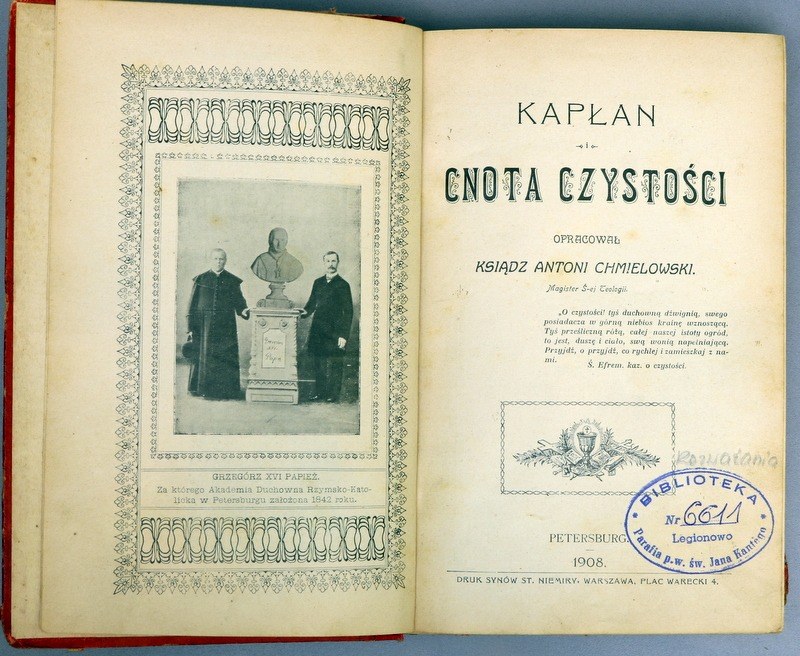 GRZEGÓRZ XVI PAPIEŻ.
Za którego Akademia Duchowna Rzymsko-Kato-
licka w Petersburgu założona 1842 roku.
KAPŁAN
i
CNOTA CZYSTOŚCI
OPRACOWAŁ
KSIĄDZ ANTONI CHMIELOWSKI.
Magister Ś-ej Teologii.
„O czystości! tyś duchowną dźwignią, swego
posiadacza w górną niebios krainę wznoszącą.
Tyś prześliczną różą, całej naszej istoty ogród,
to jest, duszę i ciało, swą wonią napełniającą.
Przyjdź, o przyjdź, co rychlej i zamieszkaj z na-
mi.
Ś. Efrem. kaz. o czystości.
Rozważania
BIBLIOTEKA
Nr 6611
Legionowo
Parafia p.w. św. Jana Kantego
PETERSBURG.
1908.
DRUK SYNÓW ST. NIEMIRY, WARSZAWA, PLAC WARECKI 4.